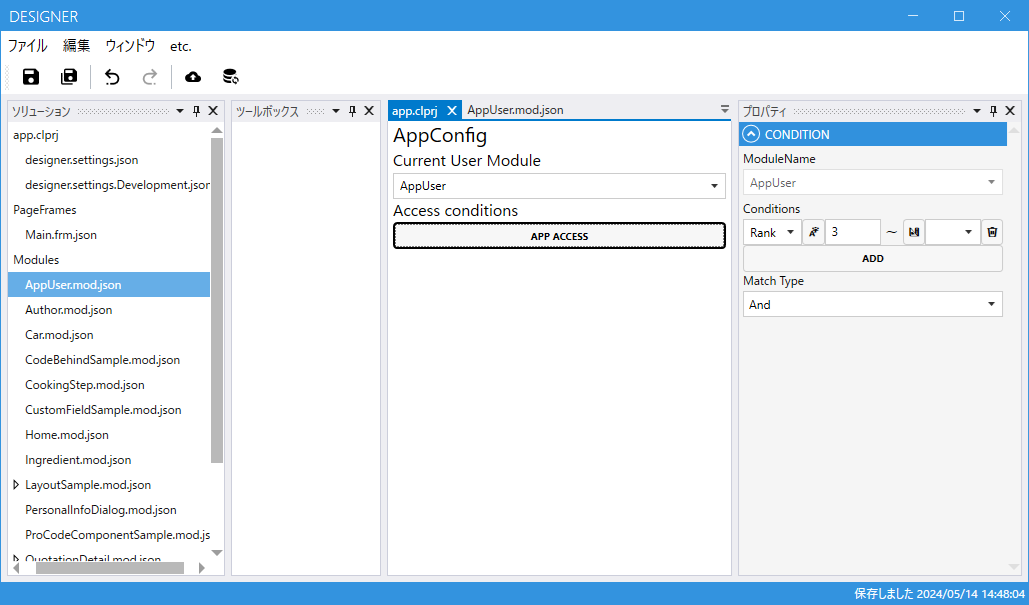 DESIGNER
ファイル 編集 ウィンドウ etc.
ソリューション
app.clprj
designer.settings.json
designer.settings.Development.json
PageFrames
Main.frm.json
Modules
AppUser.mod.json
Author.mod.json
Car.mod.json
CodeBehindSample.mod.json
CookingStep.mod.json
CustomFieldSample.mod.json
Home.mod.json
Ingredient.mod.json
LayoutSample.mod.json
PersonalInfoDialog.mod.json
ProCodeComponentSample.mod.js
QuotationDetail.mod.json
ツールボックス
app.clprj AppUser.mod.json
AppConfig
Current User Module
AppUser
Access conditions
APP ACCESS
プロパティ
CONDITION
ModuleName
AppUser
Conditions
Rank 3 ～
ADD
Match Type
And
保存しました 2024/05/14 14:48:04